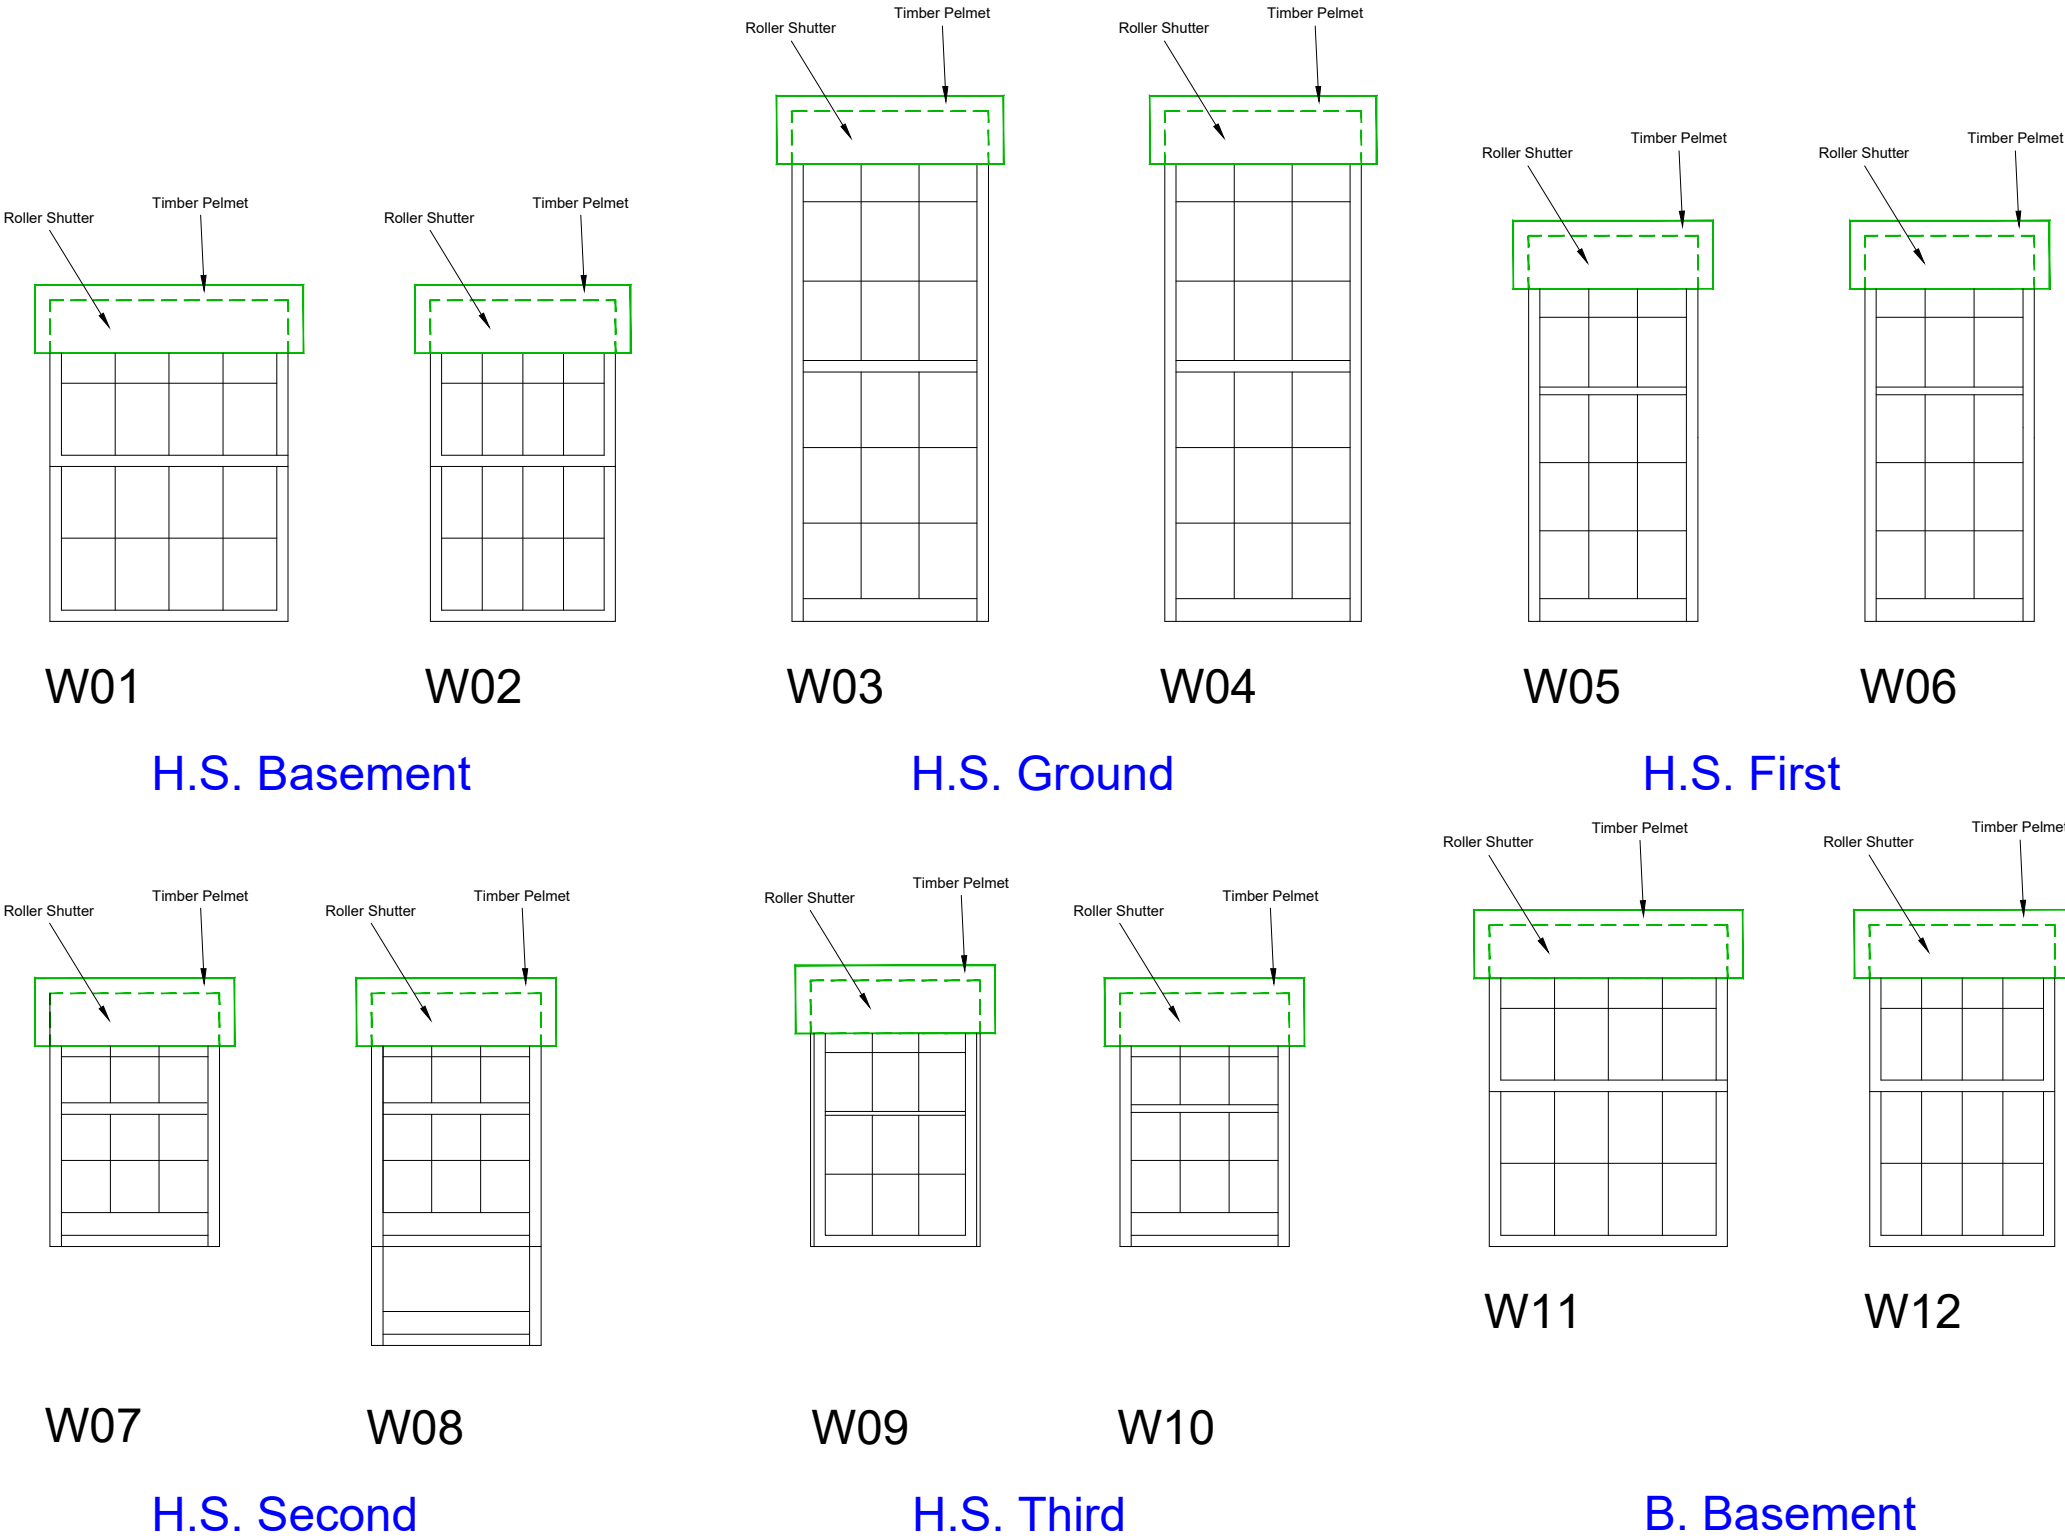 Roller Shutter
Timber Pelmet
Roller Shutter
Timber Pelmet
Roller Shutter
Timber Pelmet
Roller Shutter
Timber Pelmet
Roller Shutter
Timber Pelmet
Roller Shutter
Timber Pelmet
W01
W02
W03
W04
W05
W06
H.S. Basement
H.S. Ground
H.S. First
Roller Shutter
Timber Pelmet
Roller Shutter
Timber Pelmet
Roller Shutter
Timber Pelmet
Roller Shutter
Timber Pelmet
Roller Shutter
Timber Pelmet
Roller Shutter
Timber Pelmet
W07
W08
W09
W10
W11
W12
H.S. Second
H.S. Third
B. Basement